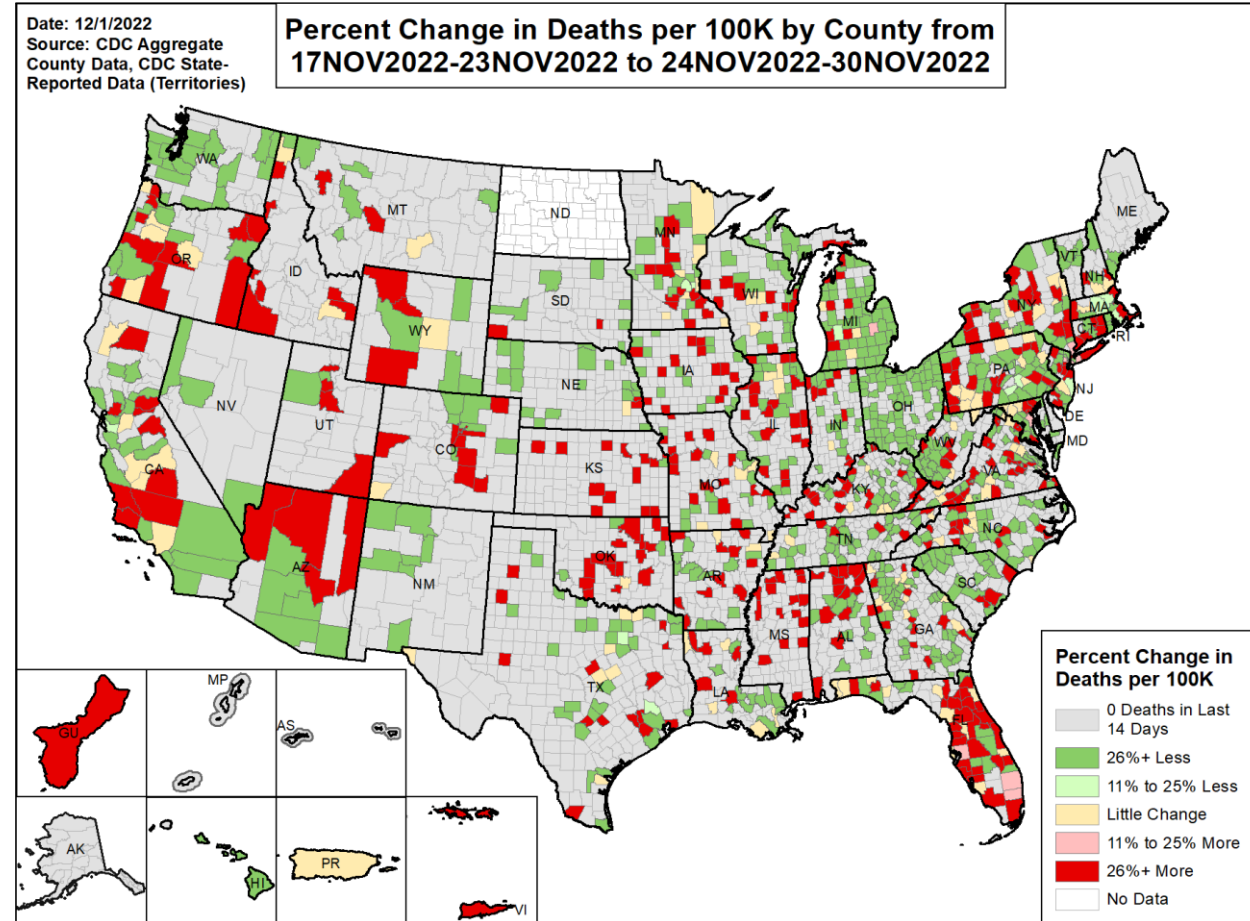 Date: 12/1/2022
Source: CDC Aggregate
County Data, CDC State-
Reported Data (Territories)
Percent Change in Deaths per 100K by County from
17NOV2022-23NOV2022 to 24NOV2022-30NOV2022
WA
MT
ND
MN
ME
OR
ID
SD
WI
MI
VT
NH
NY
MA
CT
RI
WY
NE
IA
PA
NJ
NV
UT
CO
IL
IN
OH
DE
MD
WV
CA
KS
MO
KY
VA
AZ
NM
OK
AR
TN
NC
SC
TX
LA
MS
AL
GA
FL
GU
MP
AS
AK
HI
PR
VI
Percent Change in
Deaths per 100K
0 Deaths in Last
14 Days
26%+ Less
11% to 25% Less
Little Change
11% to 25% More
26%+ More
No Data